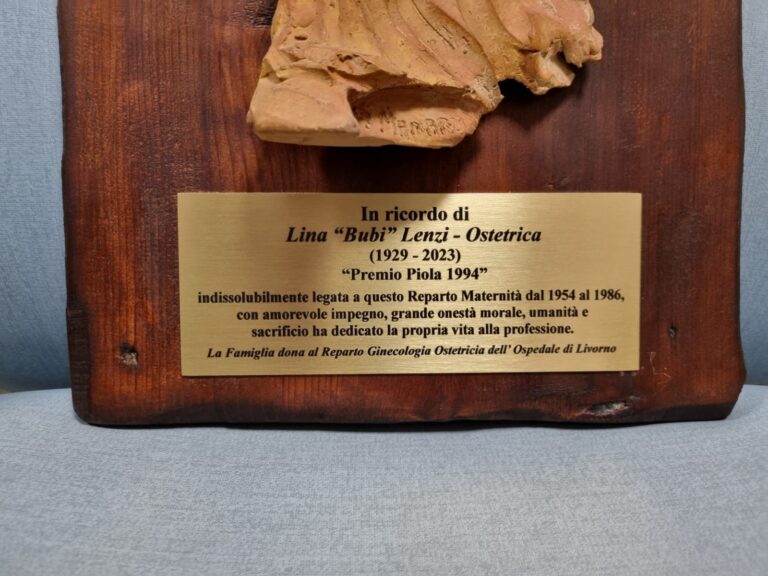 In ricordo di
Lina “Bubi” Lenzi - Ostetrica
(1929 - 2023)
“Premio Piola 1994”
indissolubilmente legata a questo Reparto Maternità dal 1954 al 1986,
con amorevole impegno, grande onestà morale, umanità e
sacrificio ha dedicato la propria vita alla professione.
La Famiglia dona al Reparto Ginecologia Ostetricia dell’ Ospedale di Livorno